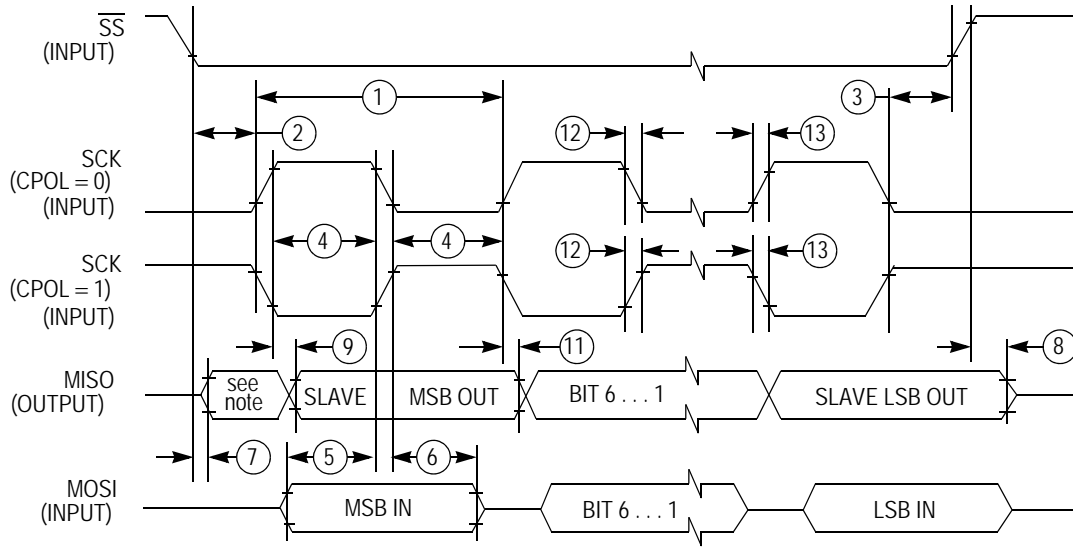 SS
(INPUT)
1
3
2
12
13
SCK
(CPOL = 0)
(INPUT)
4
4
12
13
SCK
(CPOL = 1)
(INPUT)
9
11
8
MISO
(OUTPUT)
see
note
SLAVE
MSB OUT
BIT 6 . . . 1
SLAVE LSB OUT
7
5
6
MOSI
(INPUT)
MSB IN
BIT 6 . . . 1
LSB IN